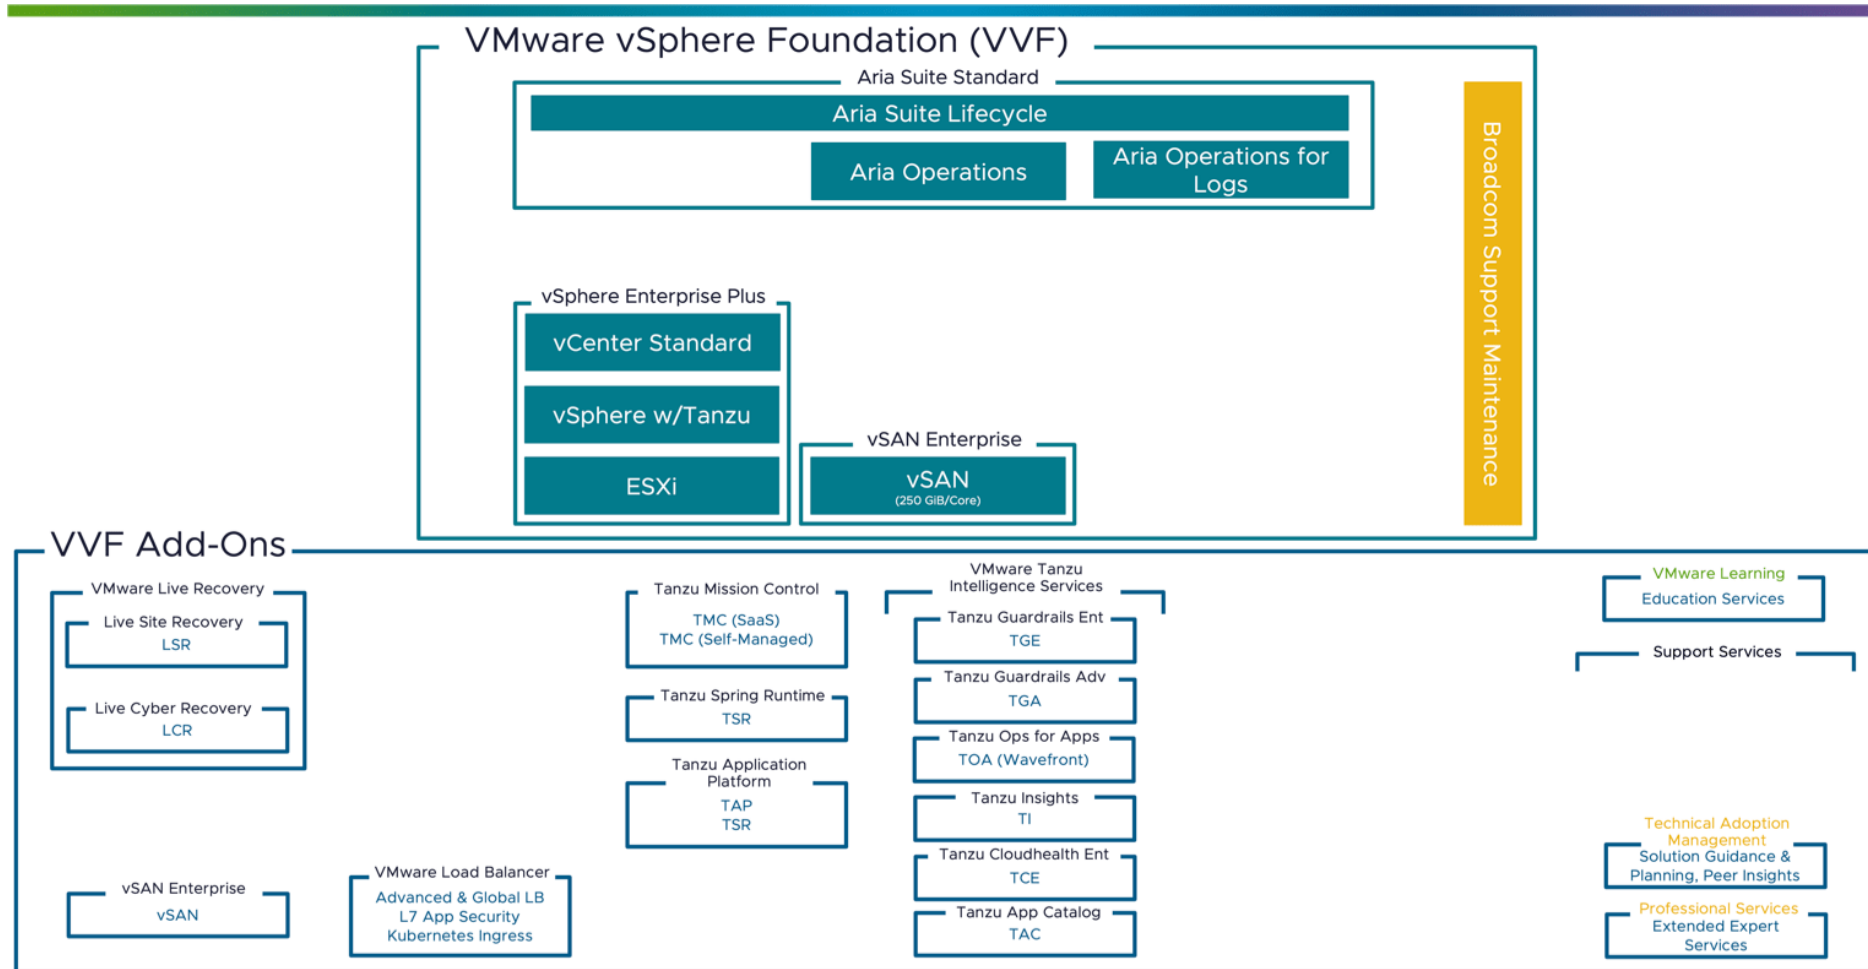 VMware vSphere Foundation (VVF)
Aria Suite Standard
Aria Suite Lifecycle
Aria Operations
Aria Operations for
Logs
Broadcom Support Maintenance
vSphere Enterprise Plus
vCenter Standard
vSphere w/Tanzu
ESXi
vSAN Enterprise
vSAN
(250 GiB/Core)
VVF Add-Ons
VMware Live Recovery
Live Site Recovery
LSR
Live Cyber Recovery
LCR
vSAN Enterprise
vSAN
VMware Load Balancer
Advanced & Global LB
L7 App Security
Kubernetes Ingress
Tanzu Mission Control
TMC (SaaS)
TMC (Self-Managed)
Tanzu Spring Runtime
TSR
Tanzu Application
Platform
TAP
TSR
VMware Tanzu
Intelligence Services
Tanzu Guardrails Ent
TGE
Tanzu Guardrails Adv
TGA
Tanzu Ops for Apps
TOA (Wavefront)
Tanzu Insights
TI
Tanzu Cloudhealth Ent
TCE
Tanzu App Catalog
TAC
VMware Learning
Education Services
Support Services
Technical Adoption
Management
Solution Guidance &
Planning, Peer Insights
Professional Services
Extended Expert
Services